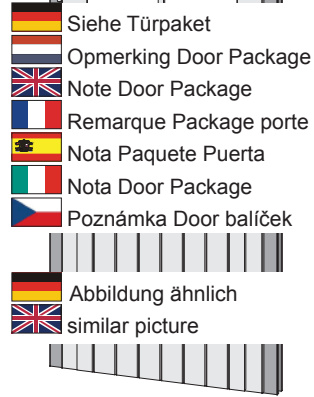 Siehe Türpaket
Opmerking Door Package
Note Door Package
Remarque Package porte
Nota Paquete Puerta
Nota Door Package
Poznámka Door balíček
Abbildung ähnlich
similar picture